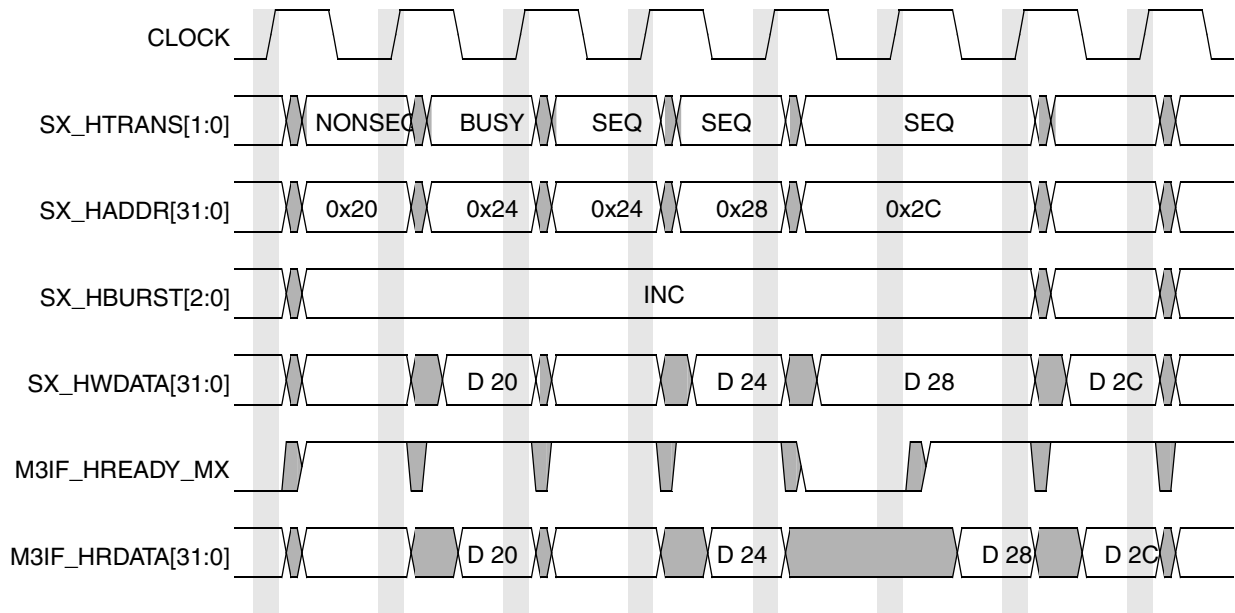 CLOCK
SX_HTRANS[1:0] NONSEQ BUSY SEQ SEQ SEQ
SX_HADDR[31:0] 0x20 0x24 0x24 0x28 0x2C
SX_HBURST[2:0] INC
SX_HWDATA[31:0] D 20 D 24 D 28 D 2C
M3IF_HREADY_MX
M3IF_HRDATA[31:0] D 20 D 24 D 28 D 2C